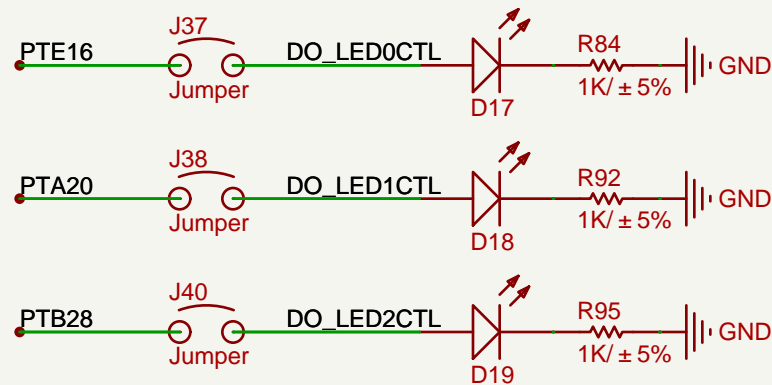 J37
PTE16
DO_LED0CTL
R84
GND
Jumper
D17
1K/±5%
J38
PTA20
DO_LED1CTL
R92
GND
Jumper
D18
1K/±5%
J40
PTB28
DO_LED2CTL
R95
GND
Jumper
D19
1K/±5%